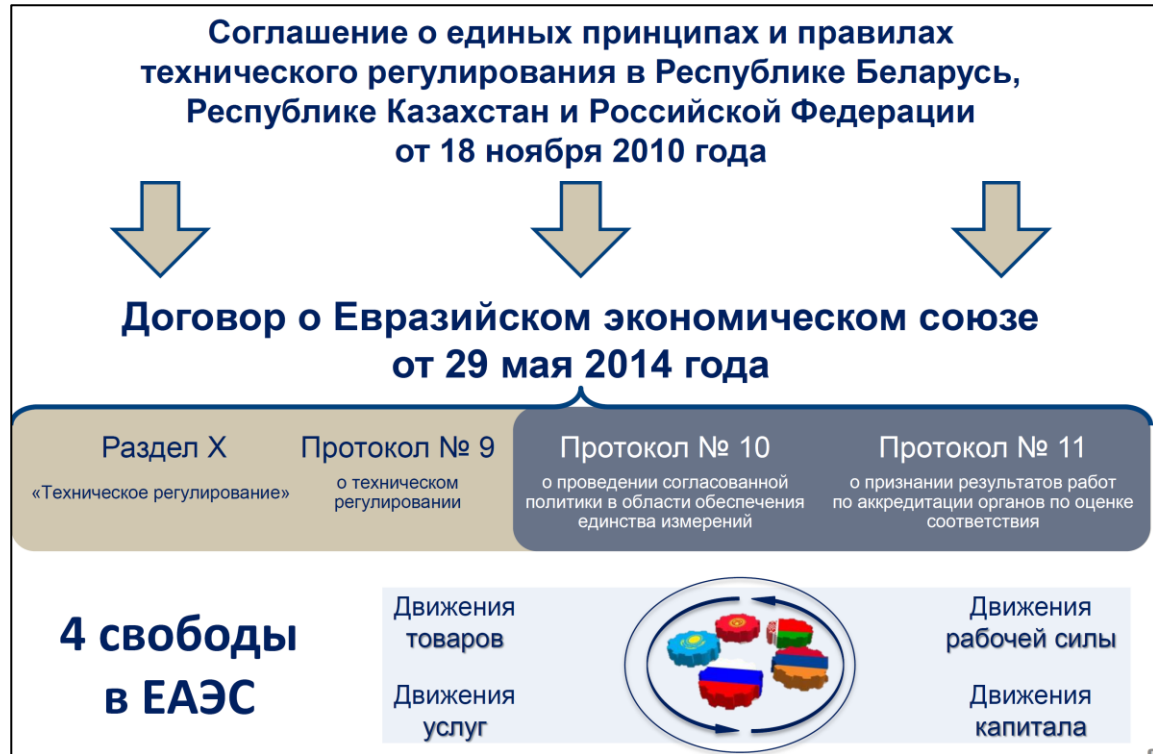 Соглашение о единых принципах и правилах
технического регулирования в Республике Беларусь,
Республике Казахстан и Российской Федерации
от 18 ноября 2010 года
Договор о Евразийском экономическом союзе
от 29 мая 2014 года
Раздел X
«Техническое регулирование»
Протокол № 9
о техническом
регулировании
Протокол № 10
о проведении согласованной
политики в области обеспечения
единства измерений
Протокол № 11
о признании результатов работ
по аккредитации органов по оценке
соответствия
4 свободы
в ЕАЭС
Движения
товаров
Движения
услуг
Движения
рабочей силы
Движения
капитала